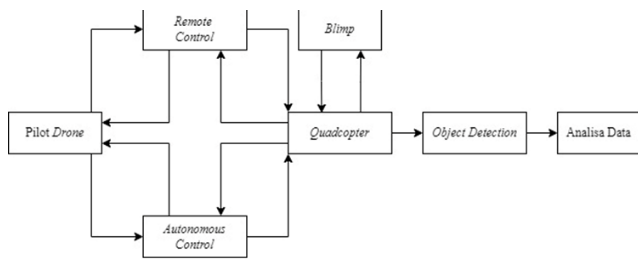 Remote
Control
Blimp
Pilot Drone
Quadcopter
Object Detection
Analisa Data
Autonomous
Control